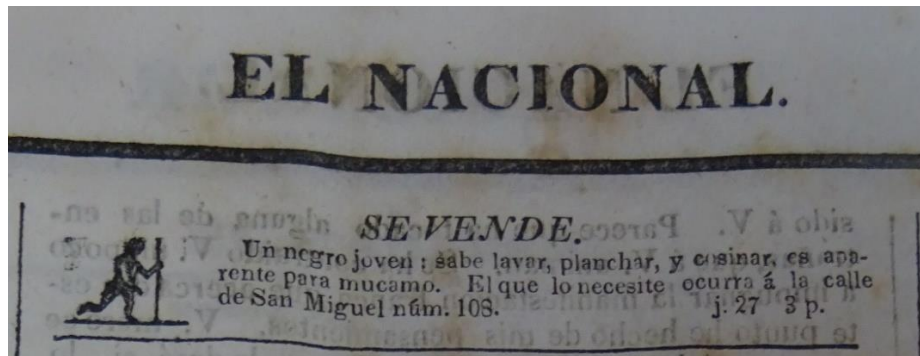 EL NACIONAL.
SE VENDE.
Un negro joven : sabe lavar, planchar, y cosinar, es apa-
rente para mucamo. El que lo necesite ocurra á la calle
de San Miguel núm. 108. j. 27 3 p.